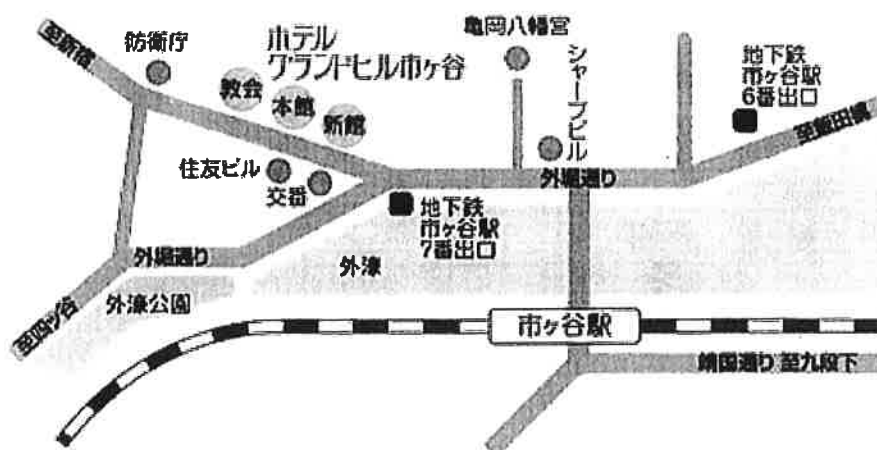 至新宿
防衛庁
ホテル
グランドヒル市ヶ谷
教会
本館
新館
亀岡八幡宮
シャープビル
地下鉄
市ヶ谷駅
6番出口
至飯田橋
住友ビル
交番
外堀通り
地下鉄
市ヶ谷駅
7番出口
外堀通り
外濠
至四ツ谷
外濠公園
市ヶ谷駅
靖国通り 至九段下